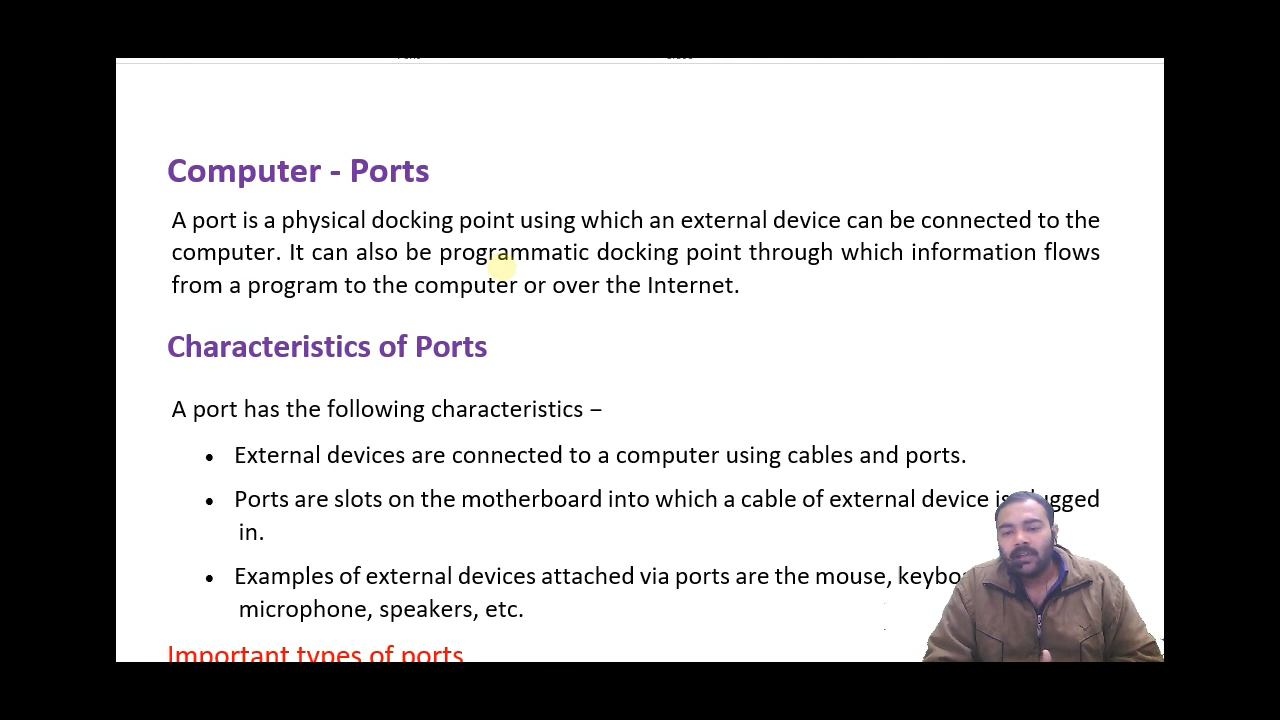 Computer - Ports
A port is a physical docking point using which an external device can be connected to the
computer. It can also be programmatic docking point through which information flows
from a program to the computer or over the Internet.
Characteristics of Ports
A port has the following characteristics −
• External devices are connected to a computer using cables and ports.
• Ports are slots on the motherboard into which a cable of external device
in.
• Examples of external devices attached via ports are the mouse,
microphone, speakers, etc.
Important types of ports